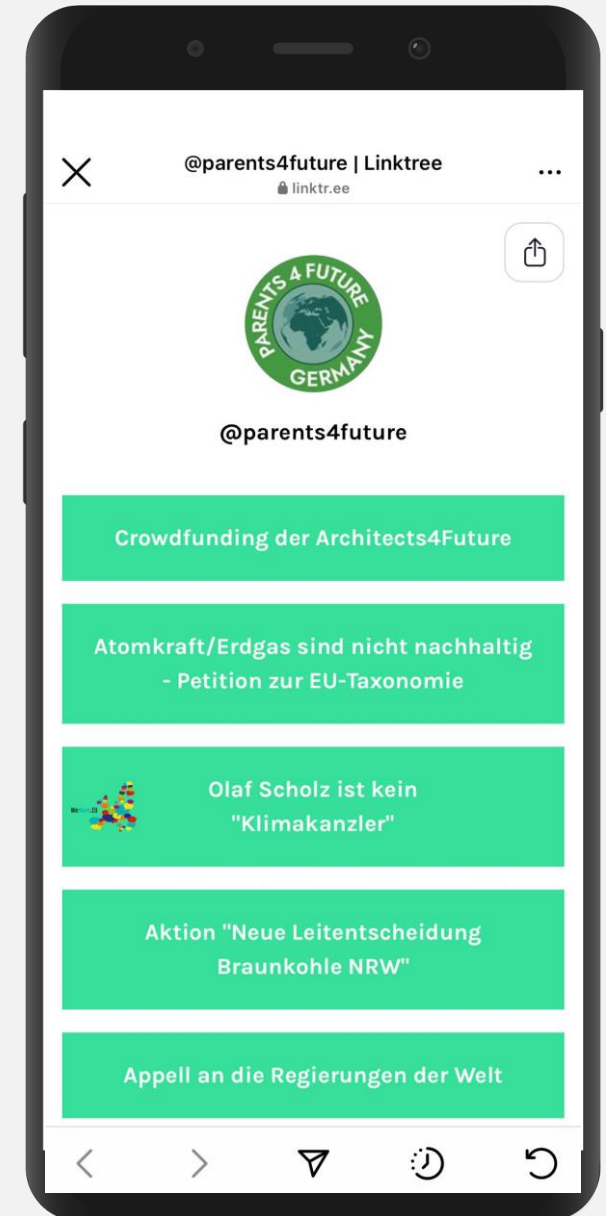 @parents4future | Linktree
linktr.ee
PARENTS 4 FUTURE
GERMANY
@parents4future
Crowdfunding der Architects4Future
Atomkraft/Erdgas sind nicht nachhaltig
- Petition zur EU-Taxonomie
Olaf Scholz ist kein
"Klimakanzler"
Aktion "Neue Leitentscheidung
Braunkohle NRW"
Appell an die Regierungen der Welt